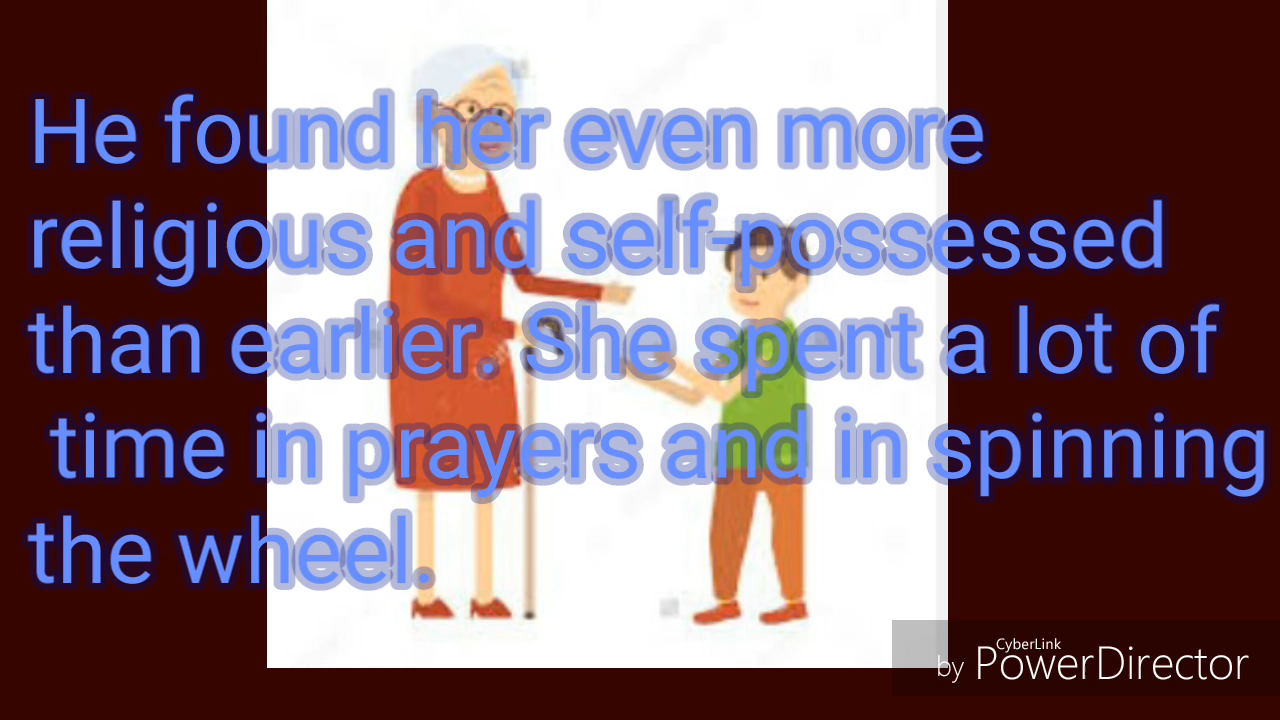 He found her even more
religious and self-possessed
than earlier. She spent a lot of
time in prayers and in spinning
the wheel.
CyberLink
by PowerDirector